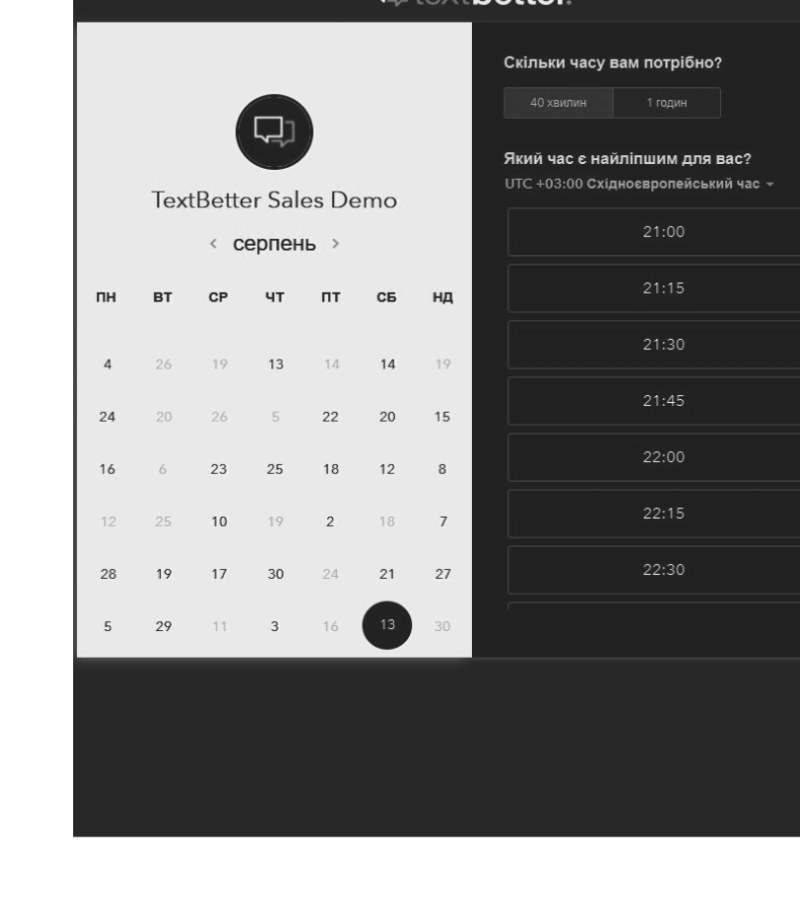 textbetter.
TextBetter Sales Demo
< серпень >
ПН ВТ СР ЧТ ПТ СБ НД
4 26 19 13 14 14 19
24 20 26 5 22 20 15
16 6 23 25 18 12 8
12 25 10 19 2 18 7
28 19 17 30 24 21 27
5 29 11 3 16 13 30
Скільки часу вам потрібно?
40 хвилин 1 годин
Який час є найліпшим для вас?
UTC +03:00 Східноєвропейський час
21:00
21:15
21:30
21:45
22:00
22:15
22:30